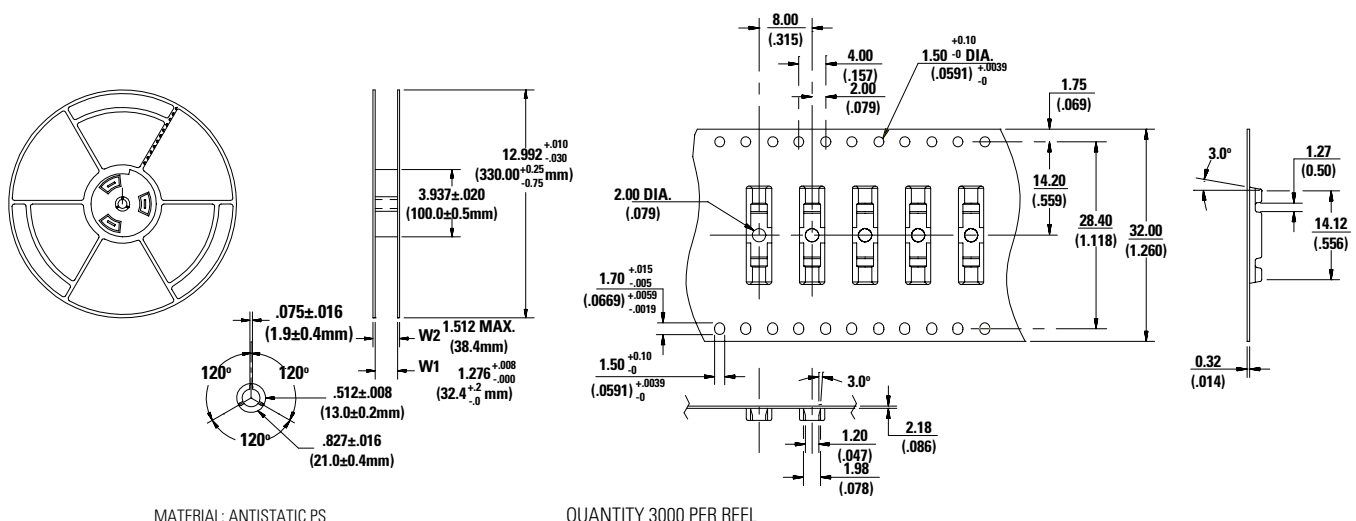 12.992 +.010 -.030
(330.00 +0.25 -0.75 mm)
3.937±.020
(100.0±0.5mm)
.075±.016
(1.9±0.4mm)
W2
1.512 MAX.
(38.4mm)
W1
1.276 +.008 -.000
(32.4 +.2 -.0 mm)
120º
120º
120º
.512±.008
(13.0±0.2mm)
.827±.016
(21.0±0.4mm)
8.00
(.315)
4.00
(.157)
2.00
(.079)
1.50 +.10 -0 DIA.
(.0591) +.0039 -0
1.75
(.069)
2.00 DIA.
(.079)
14.20
(.559)
28.40
(1.118)
32.00
(1.260)
1.70 +.015 -.005
(.0669) +.0059 -.0019
1.50 +0.10 -0
(.0591) +.0039 -0
3.0º
2.18
(.086)
1.20
(.047)
1.98
(.078)
3.0º
1.27
(0.50)
14.12
(.556)
0.32
(.014)
MATERIAL: ANTISTATIC PS
QUANTITY 3000 PER REEL